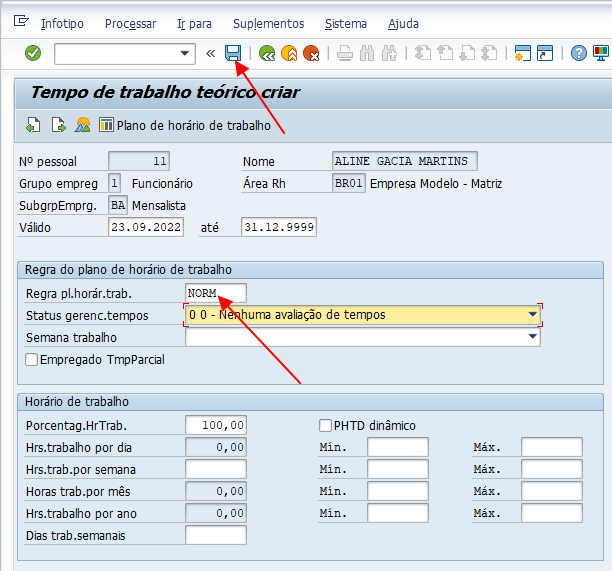 Infotipo Processar Ir para Suplementos Sistema Ajuda
«
Tempo de trabalho teórico criar
Plano de horário de trabalho
Nº pessoal 11 Nome ALINE GACIA MARTINS
Grupo empreg 1 Funcionário Área Rh BR01 Empresa Modelo - Matriz
SubgrpEmprg. BA Mensalista
Válido 23.09.2022 até 31.12.9999
Regra do plano de horário de trabalho
Regra pl.horár.trab. NORM
Status gerenc.tempos 0 0 - Nenhuma avaliação de tempos
Semana trabalho
Empregado TmpParcial
Horário de trabalho
Porcentag.HrTrab. 100,00 PHTD dinâmico
Hrs.trabalho por dia 0,00 Mín. Máx.
Hrs.trab.por semana Mín. Máx.
Horas trab.por mês 0,00 Mín. Máx.
Hrs.trabalho por ano 0,00 Mín. Máx.
Dias trab.semanais